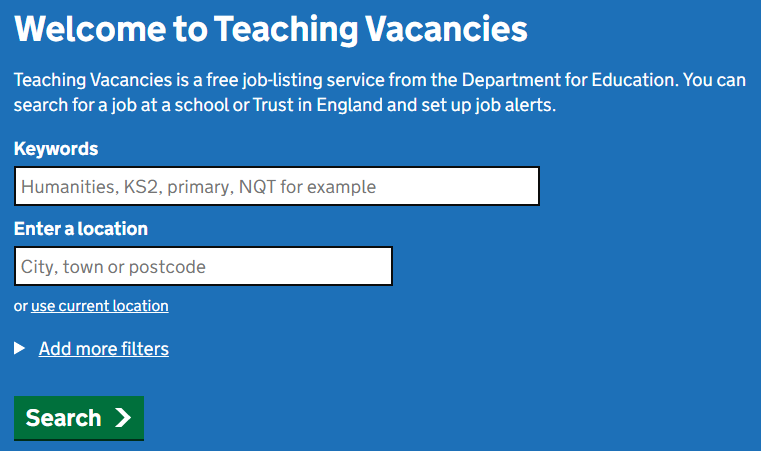 Welcome to Teaching Vacancies
Teaching Vacancies is a free job-listing service from the Department for Education. You can
search for a job at a school or Trust in England and set up job alerts.
Keywords
Humanities, KS2, primary, NQT for example
Enter a location
City, town or postcode
or use current location
Add more filters
Search